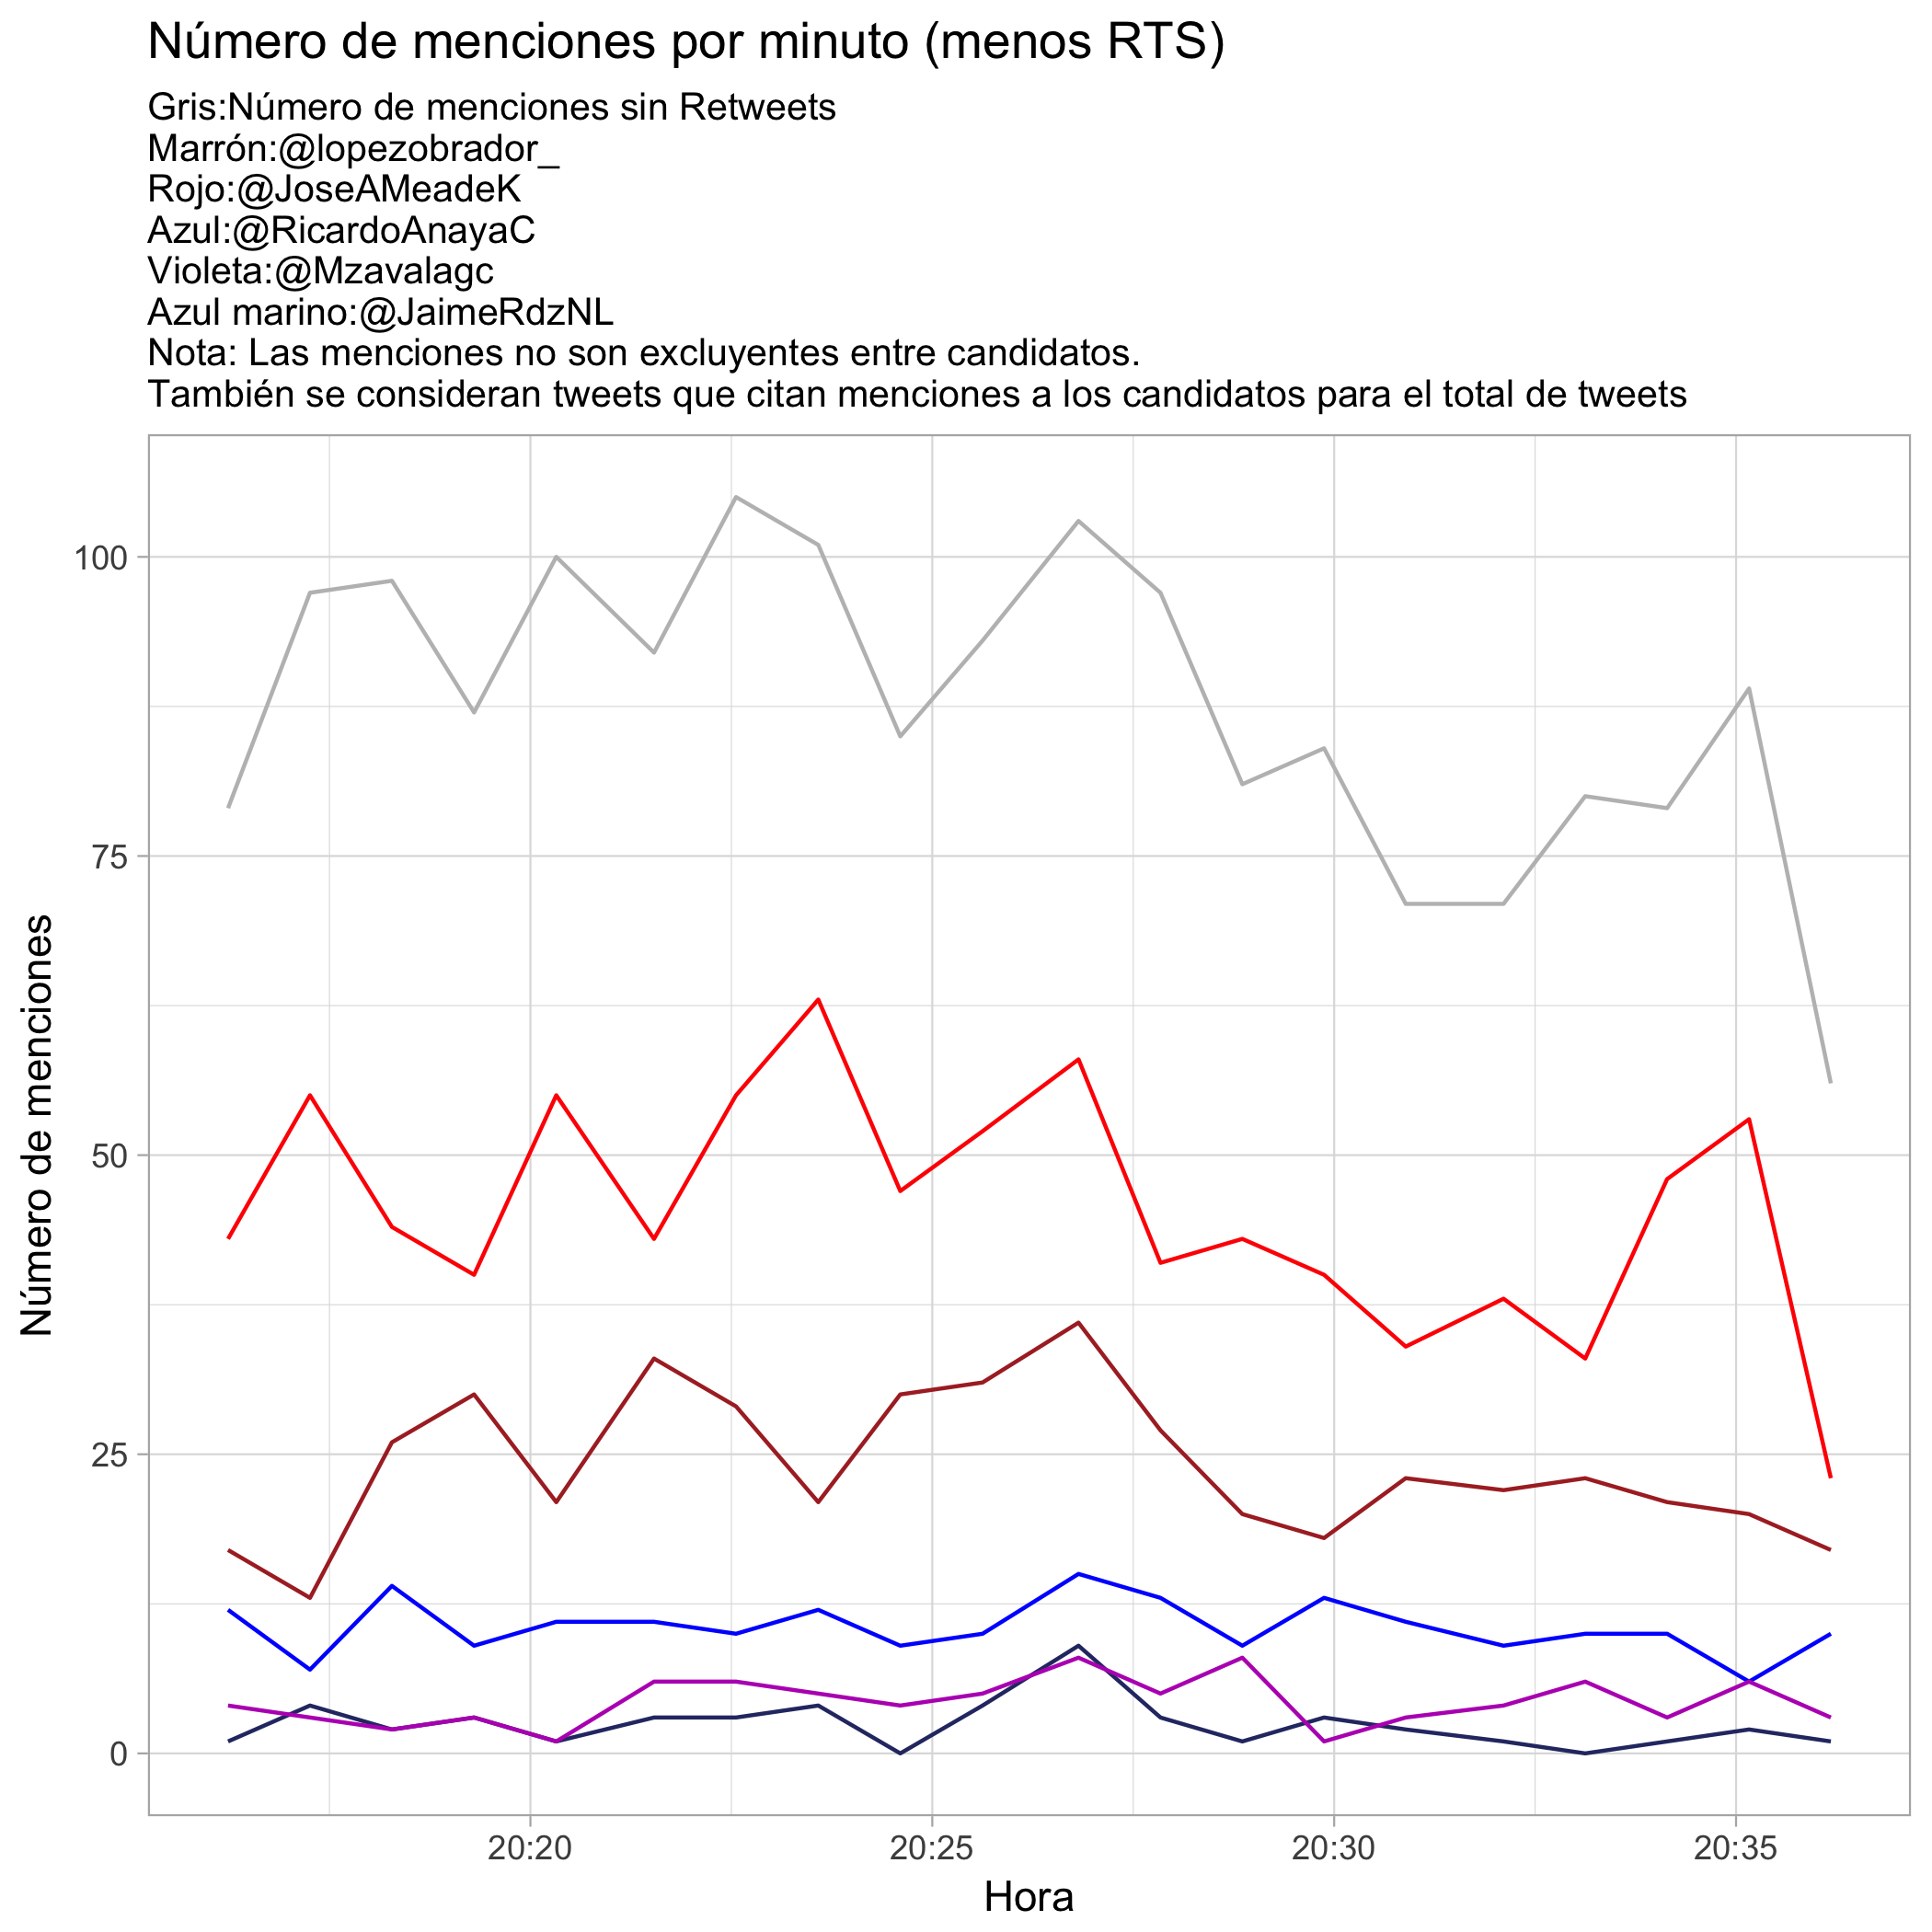 Número de menciones por minuto (menos RTS)
Gris:Número de menciones sin Retweets
Marrón:@lopezobrador_
Rojo:@JoseAMeadeK
Azul:@RicardoAnayaC
Violeta:@Mzavalagc
Azul marino:@JaimeRdzNL
Nota: Las menciones no son excluyentes entre candidatos.
También se consideran tweets que citan menciones a los candidatos para el total de tweets
100
75
50
25
0
Número de menciones
20:20
20:25
20:30
20:35
Hora